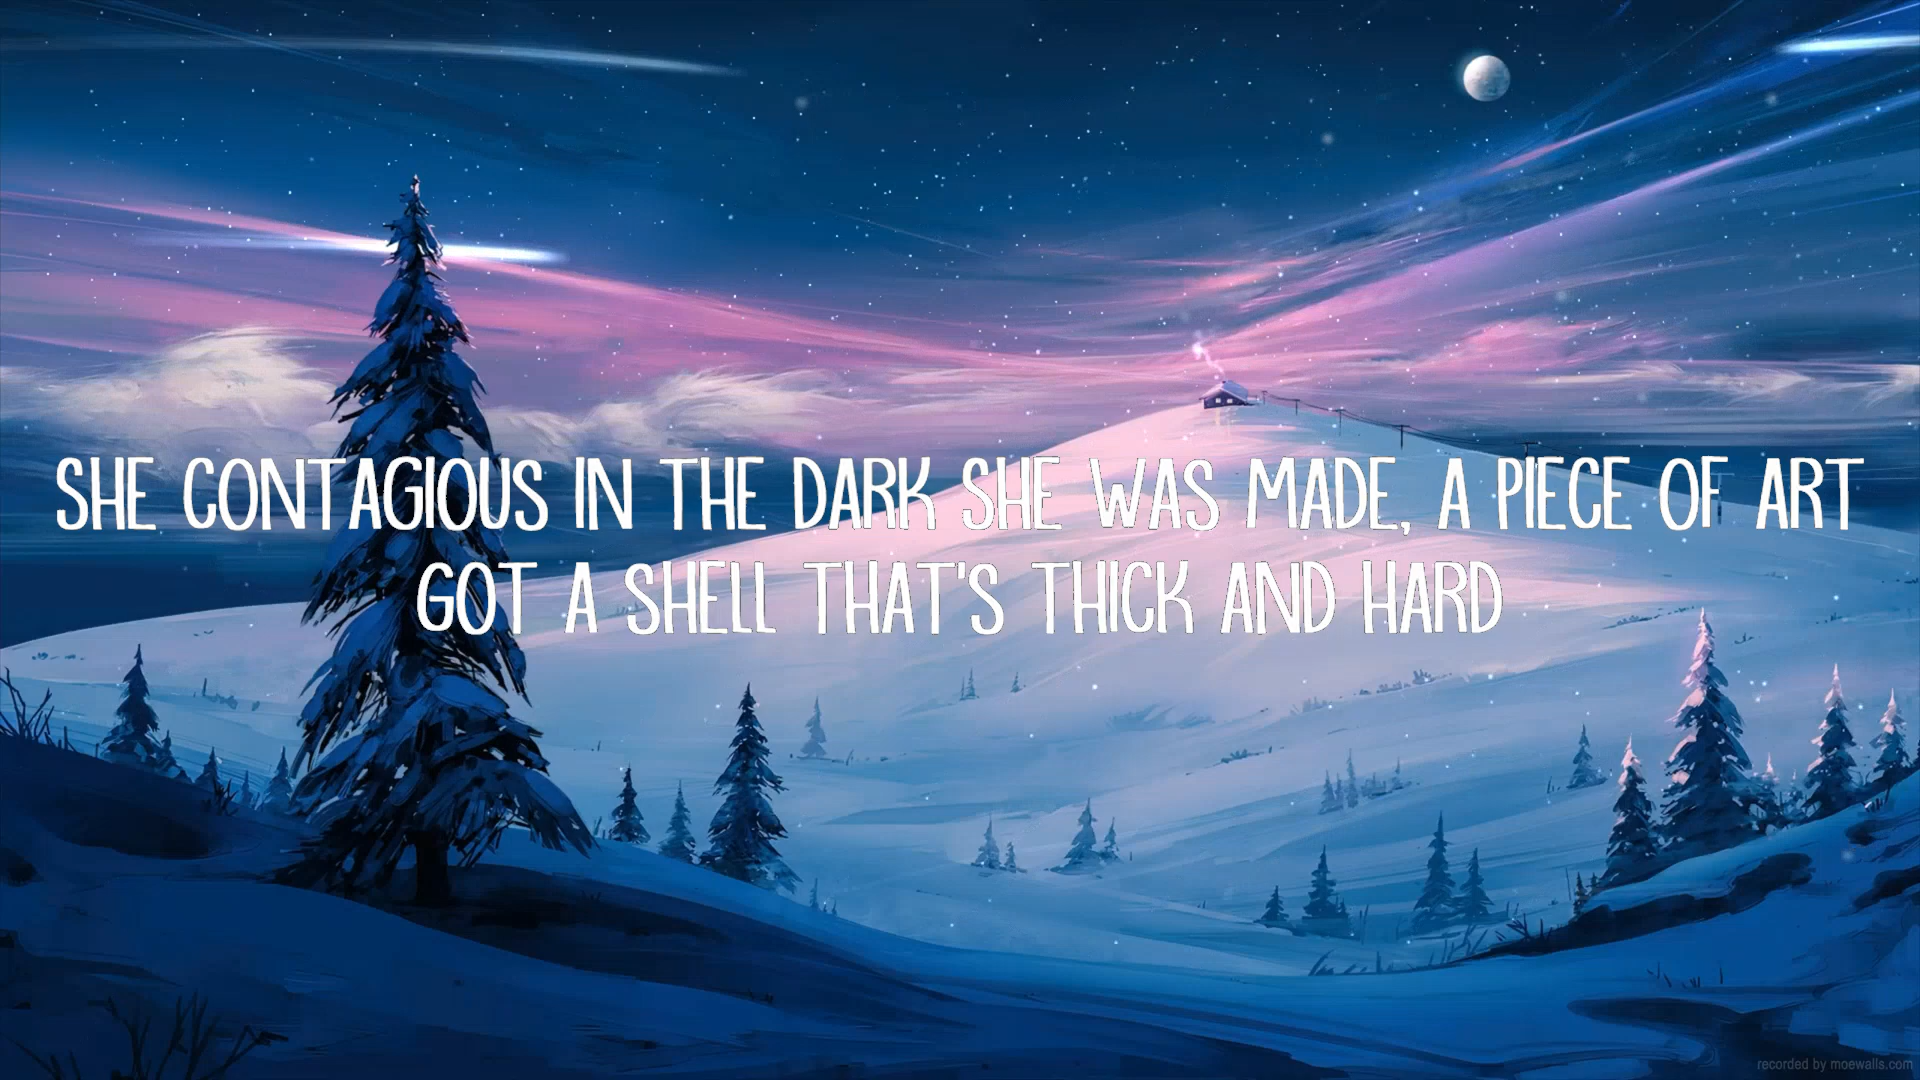 SHE CONTAGIOUS IN THE DARK SHE WAS MADE, A PIECE OF ART
GOT A SHELL THAT'S THICK AND HARD
recorded by moewalls.com